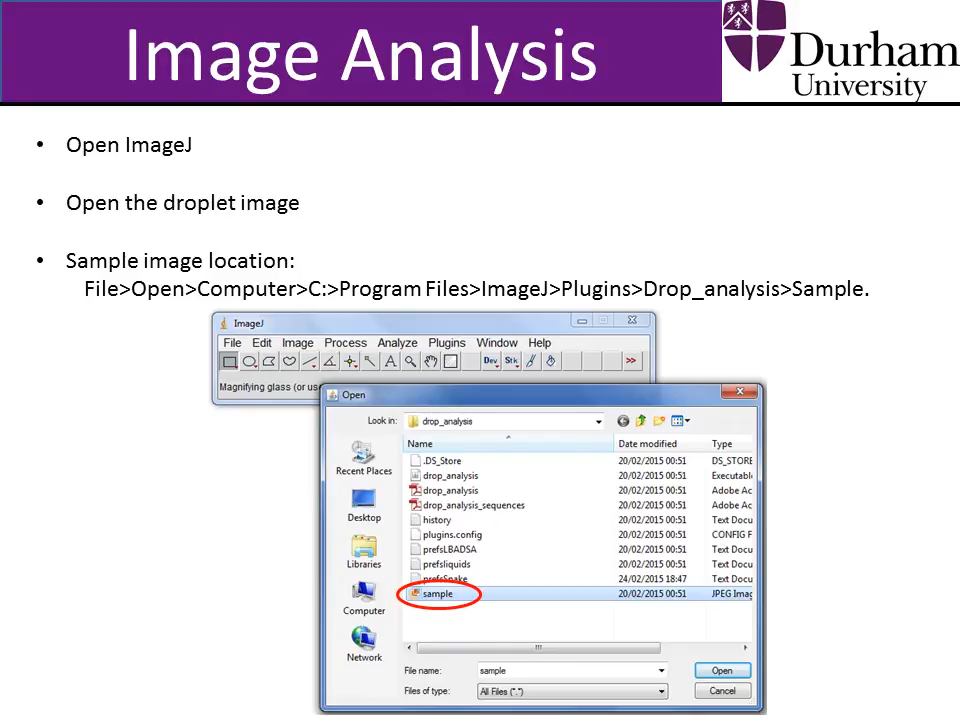 Image Analysis
Durham
University
• Open ImageJ
• Open the droplet image
• Sample image location:
File>Open>Computer>C:>Program Files>ImageJ>Plugins>Drop_analysis>Sample.
ImageJ
File Edit Image Process Analyze Plugins Window Help
A Dev. Stk. >>
Magnifying glass (or us
Open
Look in: drop_analysis
Name Date modified Type
.DS_Store 20/02/2015 00:51 DS_STORE
drop_analysis 20/02/2015 00:51 Executabl
drop_analysis 20/02/2015 00:51 Adobe Ac
drop_analysis_sequences 20/02/2015 00:51 Adobe Ac
history 20/02/2015 00:51 Text Docu
plugins.config 20/02/2015 00:51 CONFIG F
prefsLBADSA 20/02/2015 00:51 Text Docu
prefsliquids 20/02/2015 00:51 Text Docu
prefsSnake 24/02/2015 18:47 Text Docu
sample 20/02/2015 00:51 JPEG Imag
Recent Places
Desktop
Libraries
Computer
Network
File name: sample Open
Files of type: All Files (*.*) Cancel